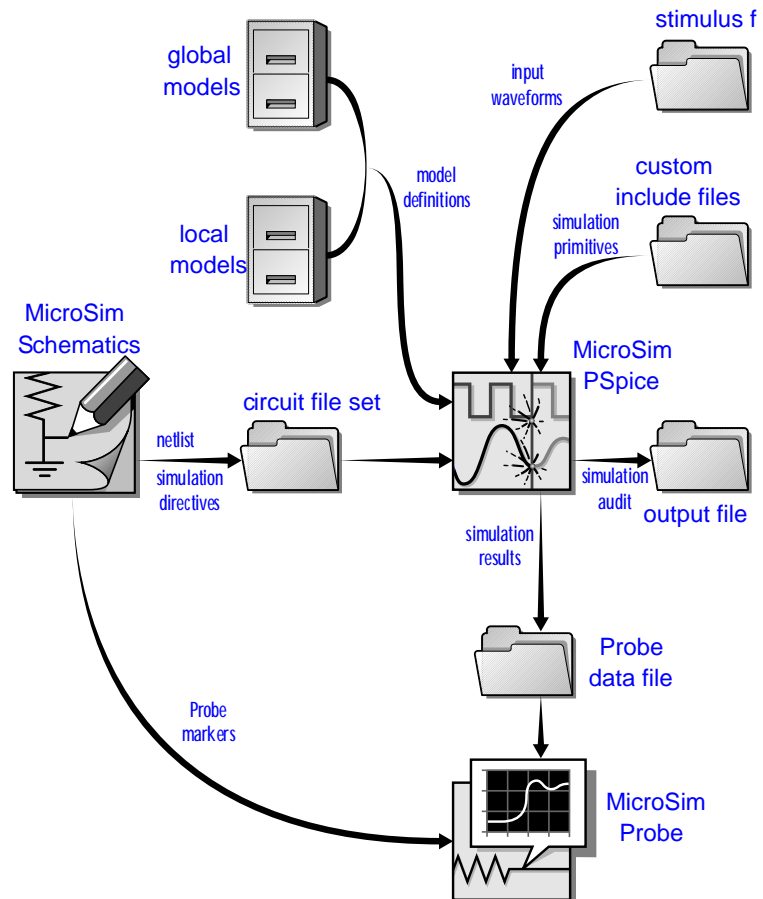 stimulus f
global
models
input
waveforms
custom
include files
model
definitions
simulation
primitives
local
models
MicroSim
Schematics
MicroSim
PSpice
circuit file set
netlist
simulation
directives
simulation
audit
output file
simulation
results
Probe
data file
Probe
markers
MicroSim
Probe